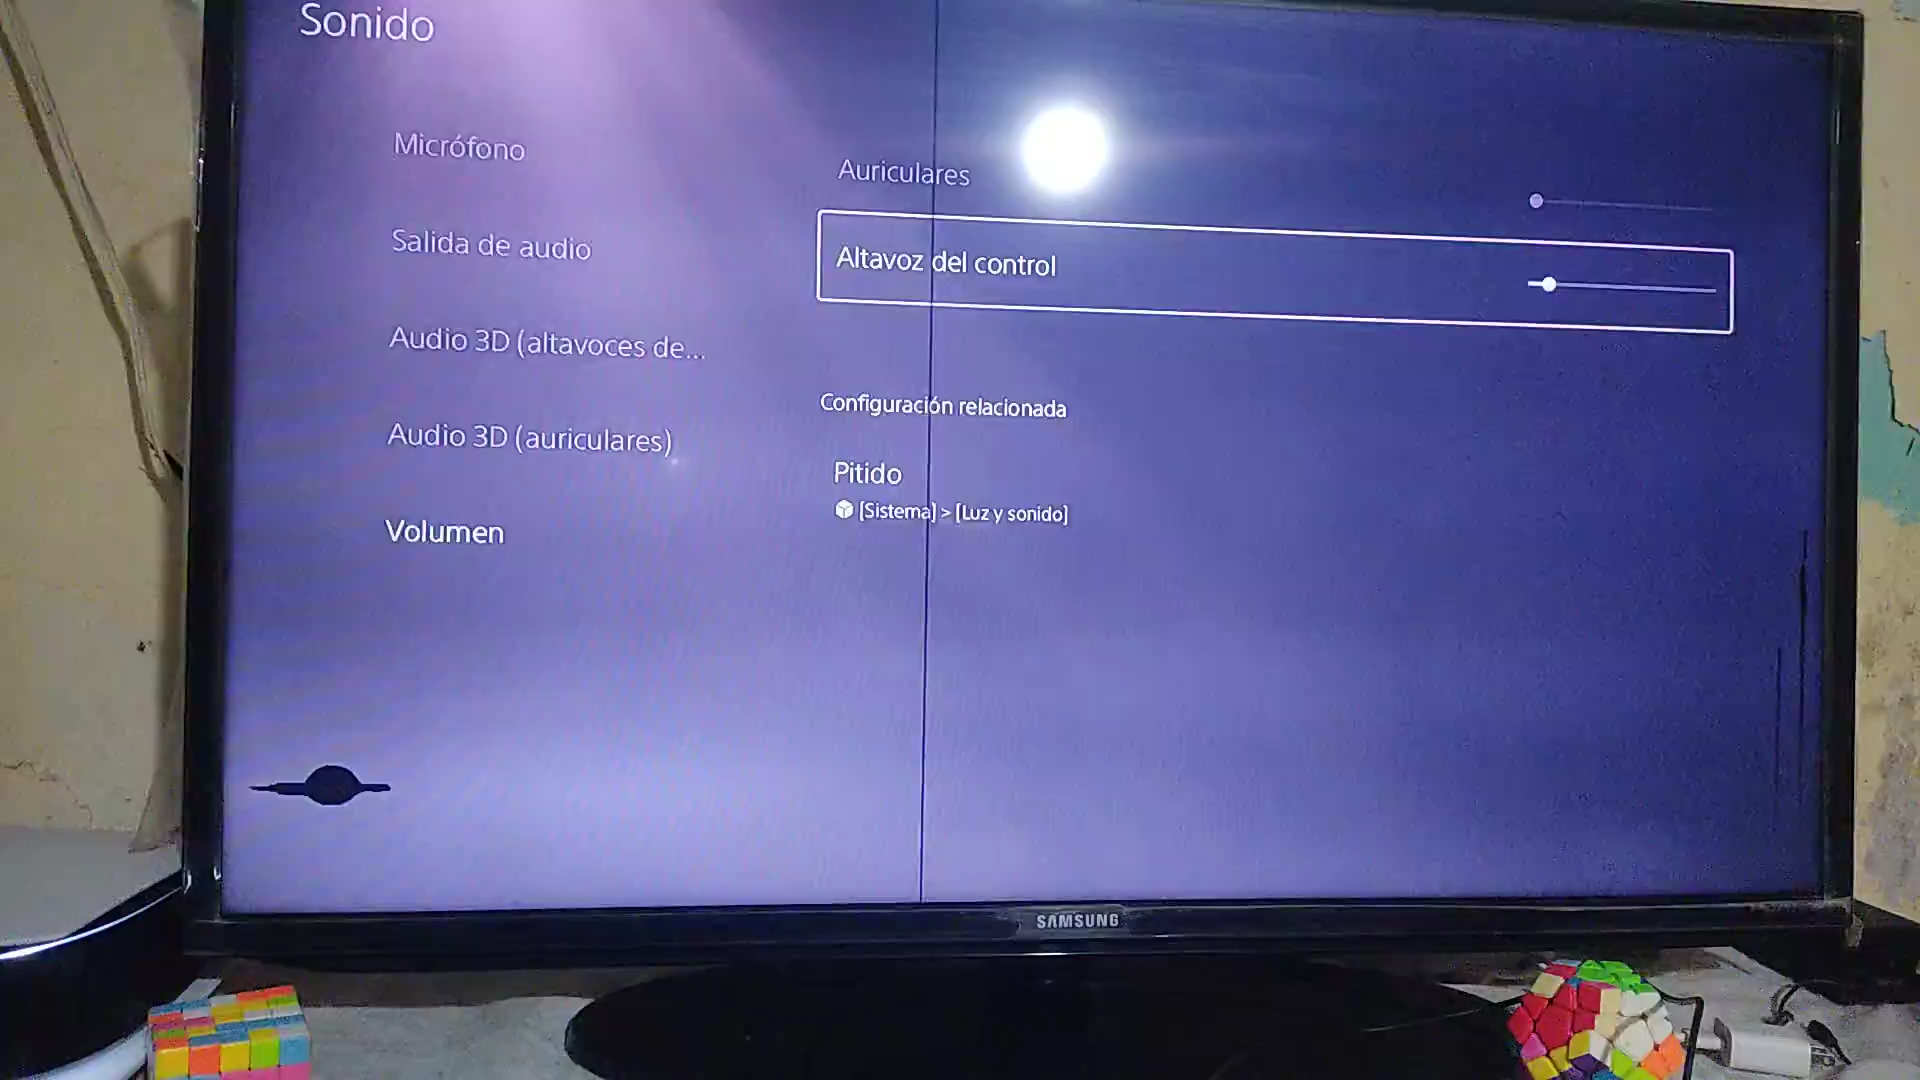 Sonido
Micrófono
Salida de audio
Audio 3D (altavoces de...
Audio 3D (auriculares)
Volumen
Auriculares
Altavoz del control
Configuración relacionada
Pitido
[Sistema] > [Luz y sonido]
SAMSUNG